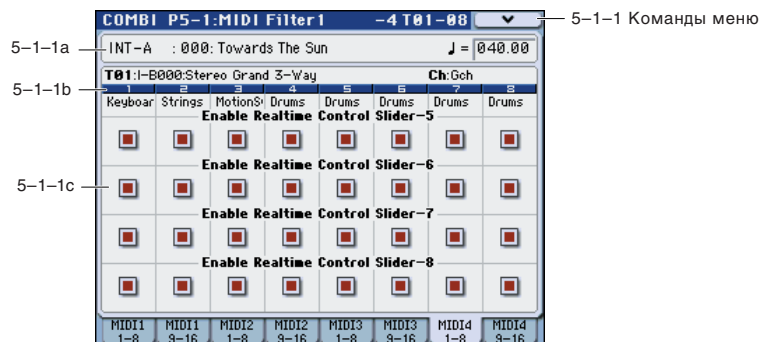 COMBI P5-1:MIDI Filter1 -4 T01-08
5–1–1 Команды меню
5–1–1a
INT-A : 000: Towards The Sun ♩ = 040.00
T01:I-B000:Stereo Grand 3-Way Ch:Gch
5–1–1b
1 2 3 4 5 6 7 8
Keyboar Strings MotionS Drums Drums Drums Drums Drums
Enable Realtime Control Slider-5
Enable Realtime Control Slider-6
5–1–1c
Enable Realtime Control Slider-7
Enable Realtime Control Slider-8
MIDI1 MIDI1 MIDI2 MIDI2 MIDI3 MIDI3 MIDI4 MIDI4
1-8 9-16 1-8 9-16 1-8 9-16 1-8 9-16